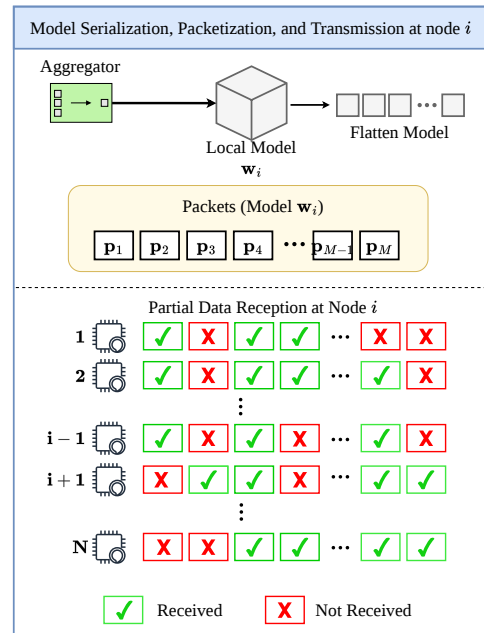 Model Serialization, Packetization, and Transmission at node i
Aggregator
Local Model
w_i
Flatten Model
Packets (Model w_i)
p_1 p_2 p_3 p_4 ... p_{M-1} p_M
Partial Data Reception at Node i
1 ✓ X ✓ ✓ ... X X
2 ✓ X ✓ ✓ ... ✓ X
⋮
i − 1 ✓ X ✓ X ... ✓ X
i + 1 X ✓ ✓ X ... ✓ ✓
⋮
N X X ✓ ✓ ... ✓ ✓
✓ Received X Not Received